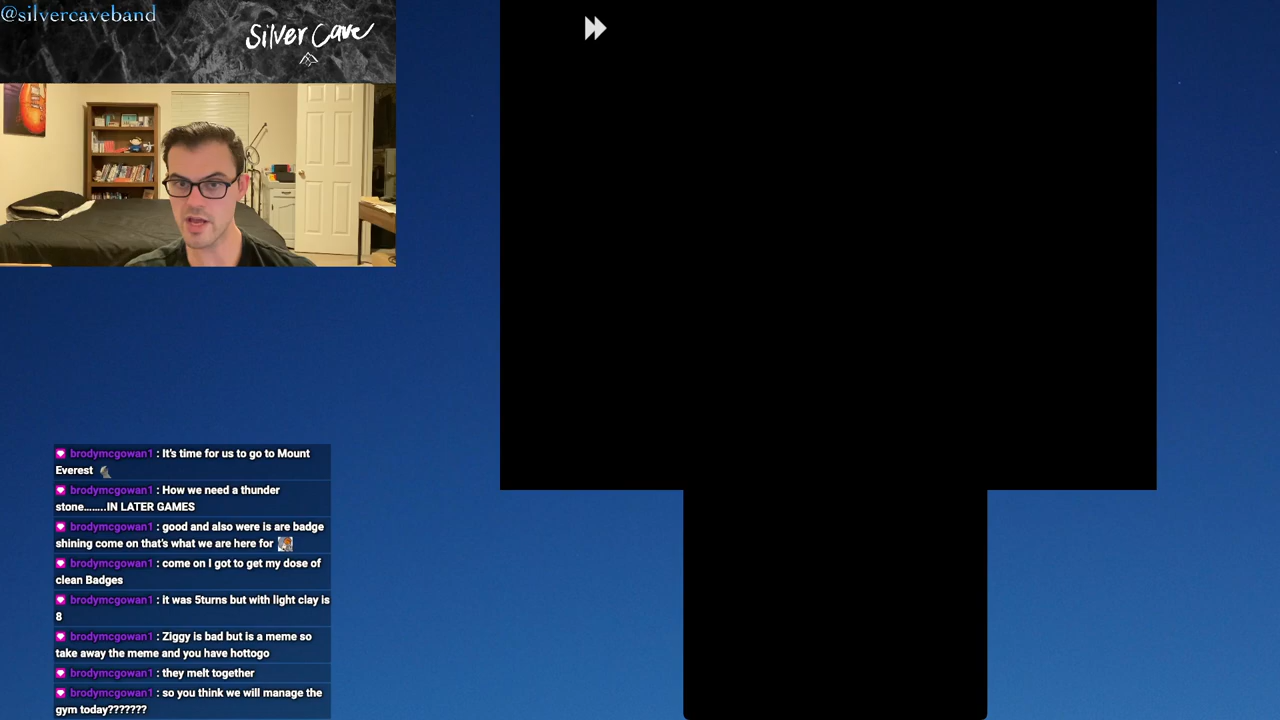 @silvercaveband
Silver Cave
brodymcgowan1 : It's time for us to go to Mount
Everest
brodymcgowan1 : How we need a thunder
stone……..IN LATER GAMES
brodymcgowan1 : good and also were is are badge
shining come on that's what we are here for
brodymcgowan1 : come on I got to get my dose of
clean Badges
brodymcgowan1 : it was 5turns but with light clay is
8
brodymcgowan1 : Ziggy is bad but is a meme so
take away the meme and you have hottogo
brodymcgowan1 : they melt together
brodymcgowan1 : so you think we will manage the
gym today???????